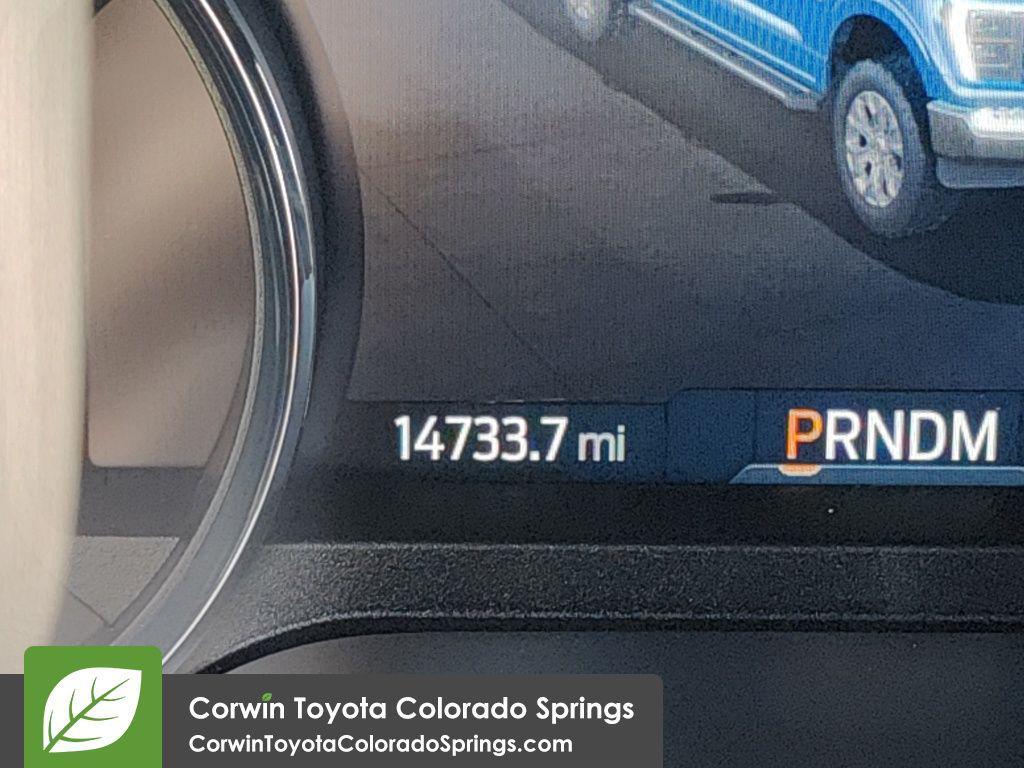 14733.7 mi PRNDM
Corwin Toyota Colorado Springs
CorwinToyotaColoradoSprings.com